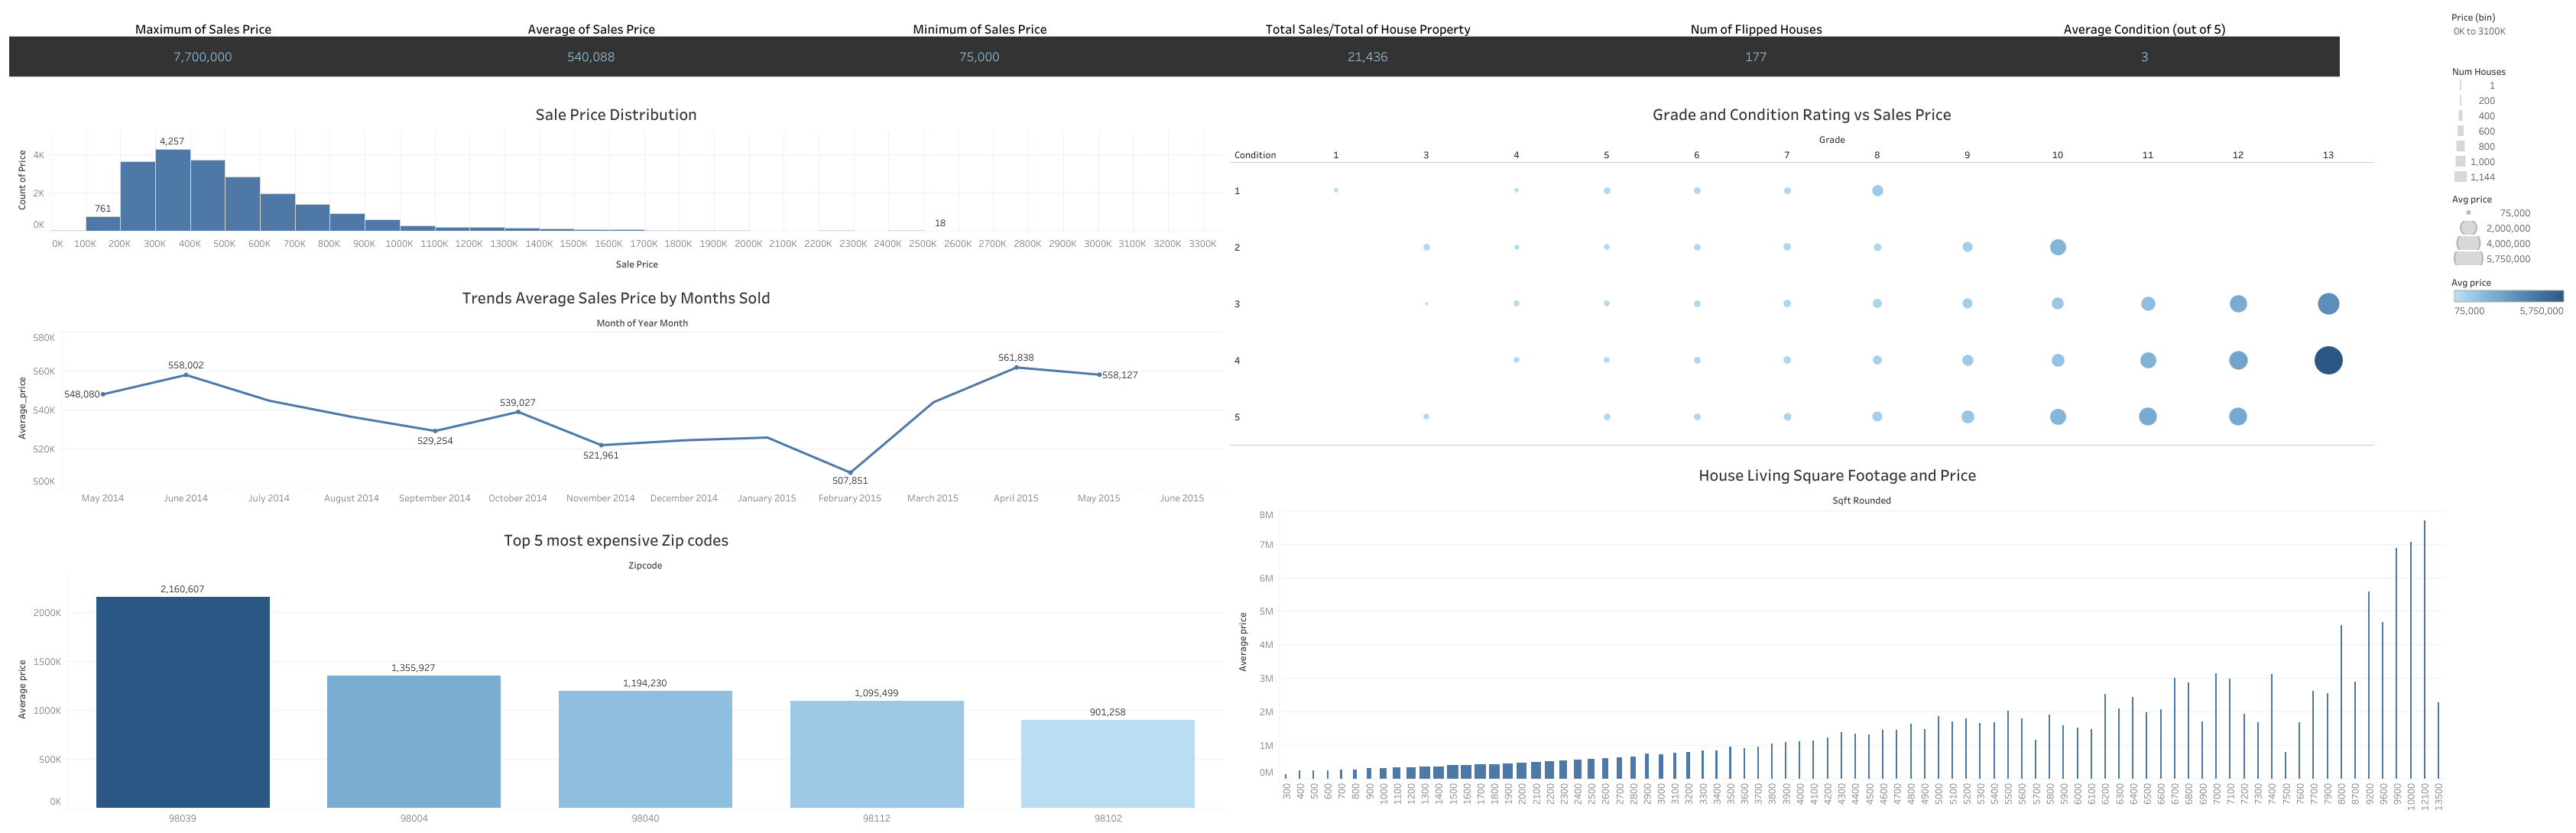 Maximum of Sales Price Average of Sales Price Minimum of Sales Price Total Sales/Total of House Property Num of Flipped Houses Average Condition (out of 5)
7,700,000 540,088 75,000 21,436 177 3
Sale Price Distribution
Count of Price
4K
2K
0K
761
4,257
18
0K 100K 200K 300K 400K 500K 600K 700K 800K 900K 1000K 1100K 1200K 1300K 1400K 1500K 1600K 1700K 1800K 1900K 2000K 2100K 2200K 2300K 2400K 2500K 2600K 2700K 2800K 2900K 3000K 3100K 3200K 3300K
Sale Price
Trends Average Sales Price by Months Sold
Month of Year Month
Average_price
580K
560K
540K
520K
500K
548,080
558,002
529,254
539,027
521,961
507,851
561,838
558,127
May 2014 June 2014 July 2014 August 2014 September 2014 October 2014 November 2014 December 2014 January 2015 February 2015 March 2015 April 2015 May 2015 June 2015
Top 5 most expensive Zip codes
Zipcode
Average price
2000K
1500K
1000K
500K
0K
2,160,607
1,355,927
1,194,230
1,095,499
901,258
98039 98004 98040 98112 98102
Grade and Condition Rating vs Sales Price
Grade
Condition 1 3 4 5 6 7 8 9 10 11 12 13
1
2
3
4
5
House Living Square Footage and Price
Sqft Rounded
Average price
8M
7M
6M
5M
4M
3M
2M
1M
0M
300 400 500 600 700 800 900 1000 1100 1200 1300 1400 1500 1600 1700 1800 1900 2000 2100 2200 2300 2400 2500 2600 2700 2800 2900 3000 3100 3200 3300 3400 3500 3600 3700 3800 3900 4000 4100 4200 4300 4400 4500 4600 4700 4800 4900 5000 5100 5200 5300 5400 5500 5600 5700 5800 5900 6000 6100 6200 6300 6400 6500 6600 6700 6800 6900 7000 7100 7200 7300 7400 7500 7600 7700 7900 8000 8700 9200 9600 9900 10000 12100 13500
Price (bin)
0K to 3100K
Num Houses
1
200
400
600
800
1,000
1,144
Avg price
75,000
2,000,000
4,000,000
5,750,000
Avg price
75,000 5,750,000